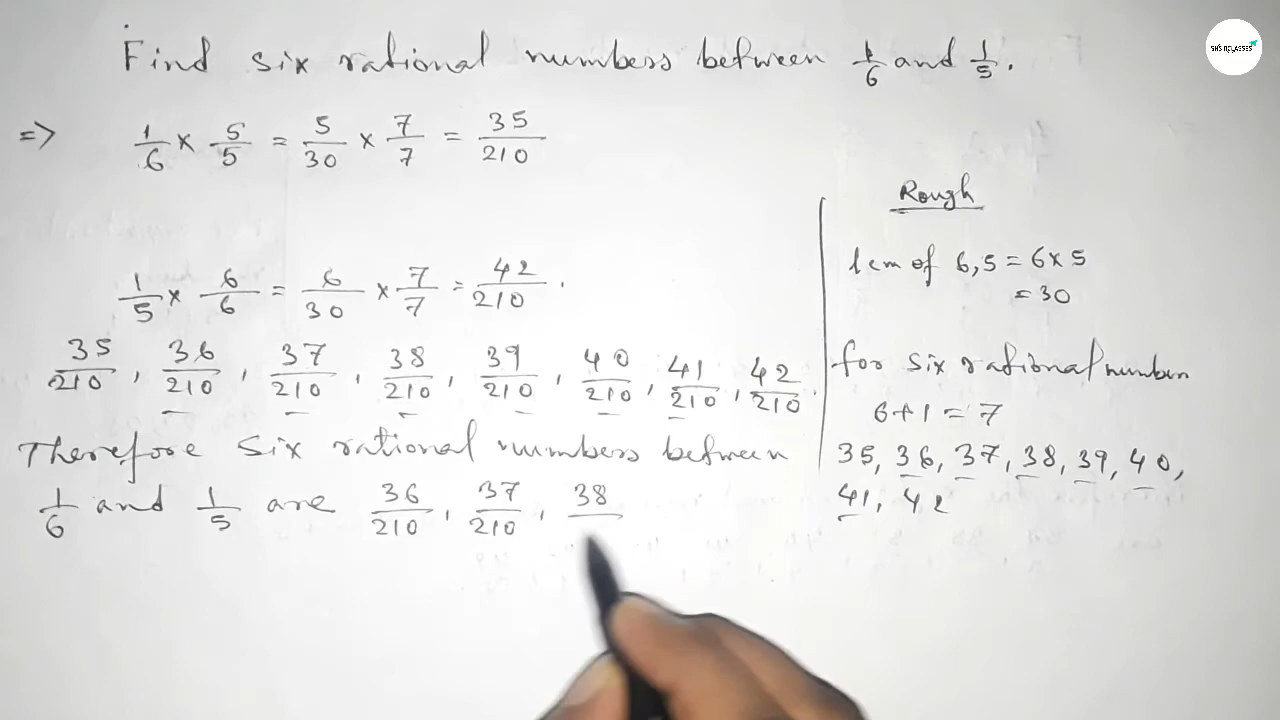 Find six rational numbers between 1/6 and 1/5.
SHSIRCLASSES
=> 1/6 × 5/5 = 5/30 × 7/7 = 35/210
1/5 × 6/6 = 6/30 × 7/7 = 42/210.
35/210, 36/210, 37/210, 38/210, 39/210, 40/210, 41/210, 42/210.
Therefore six rational numbers between
1/6 and 1/5 are 36/210, 37/210, 38
Rough
lcm of 6,5 = 6×5
= 30
for six rational number
6+1 = 7
35, 36, 37, 38, 39, 40,
41, 42